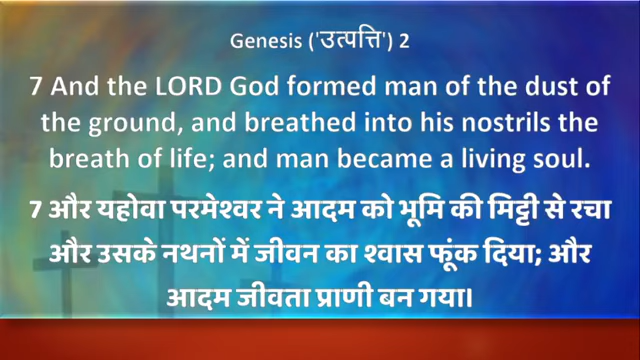 Genesis ('उत्पत्ति') 2
7 And the LORD God formed man of the dust of
the ground, and breathed into his nostrils the
breath of life; and man became a living soul.
7 और यहोवा परमेश्वर ने आदम को भूमि की मिट्टी से रचा
और उसके नथनों में जीवन का श्वास फूंक दिया; और
आदम जीवता प्राणी बन गया।